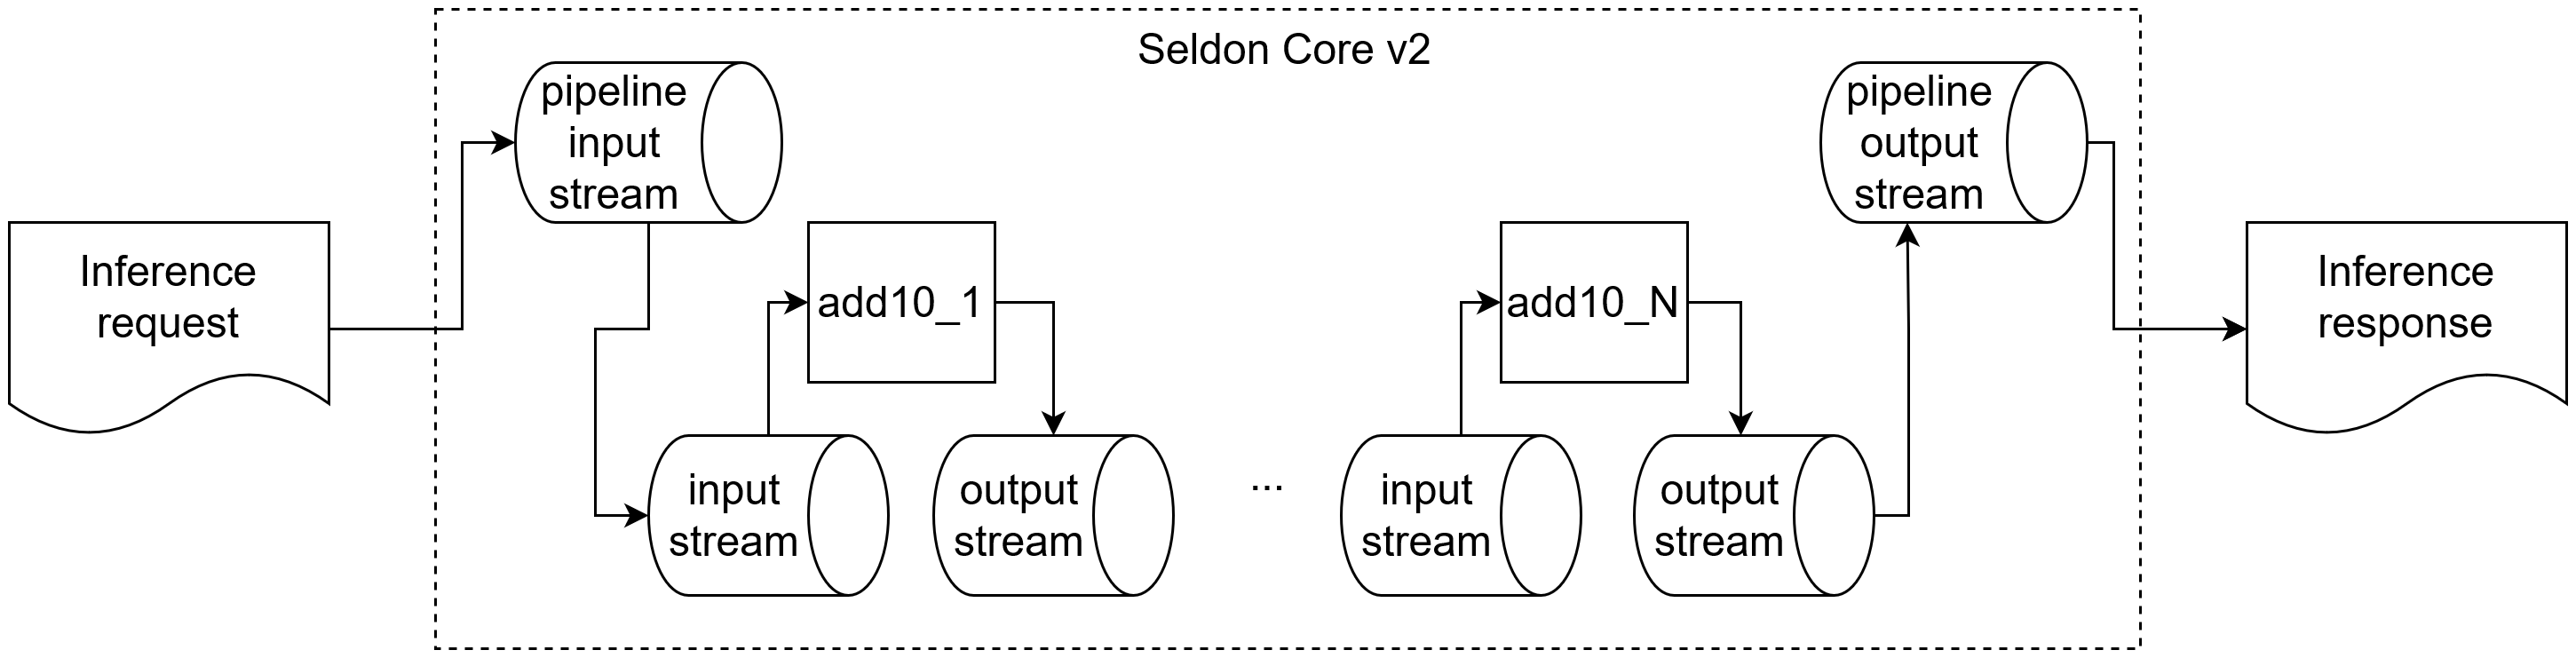 Seldon Core v2
pipeline
input
stream
pipeline
output
stream
Inference
request
add10_1
add10_N
Inference
response
input
stream
output
stream
...
input
stream
output
stream